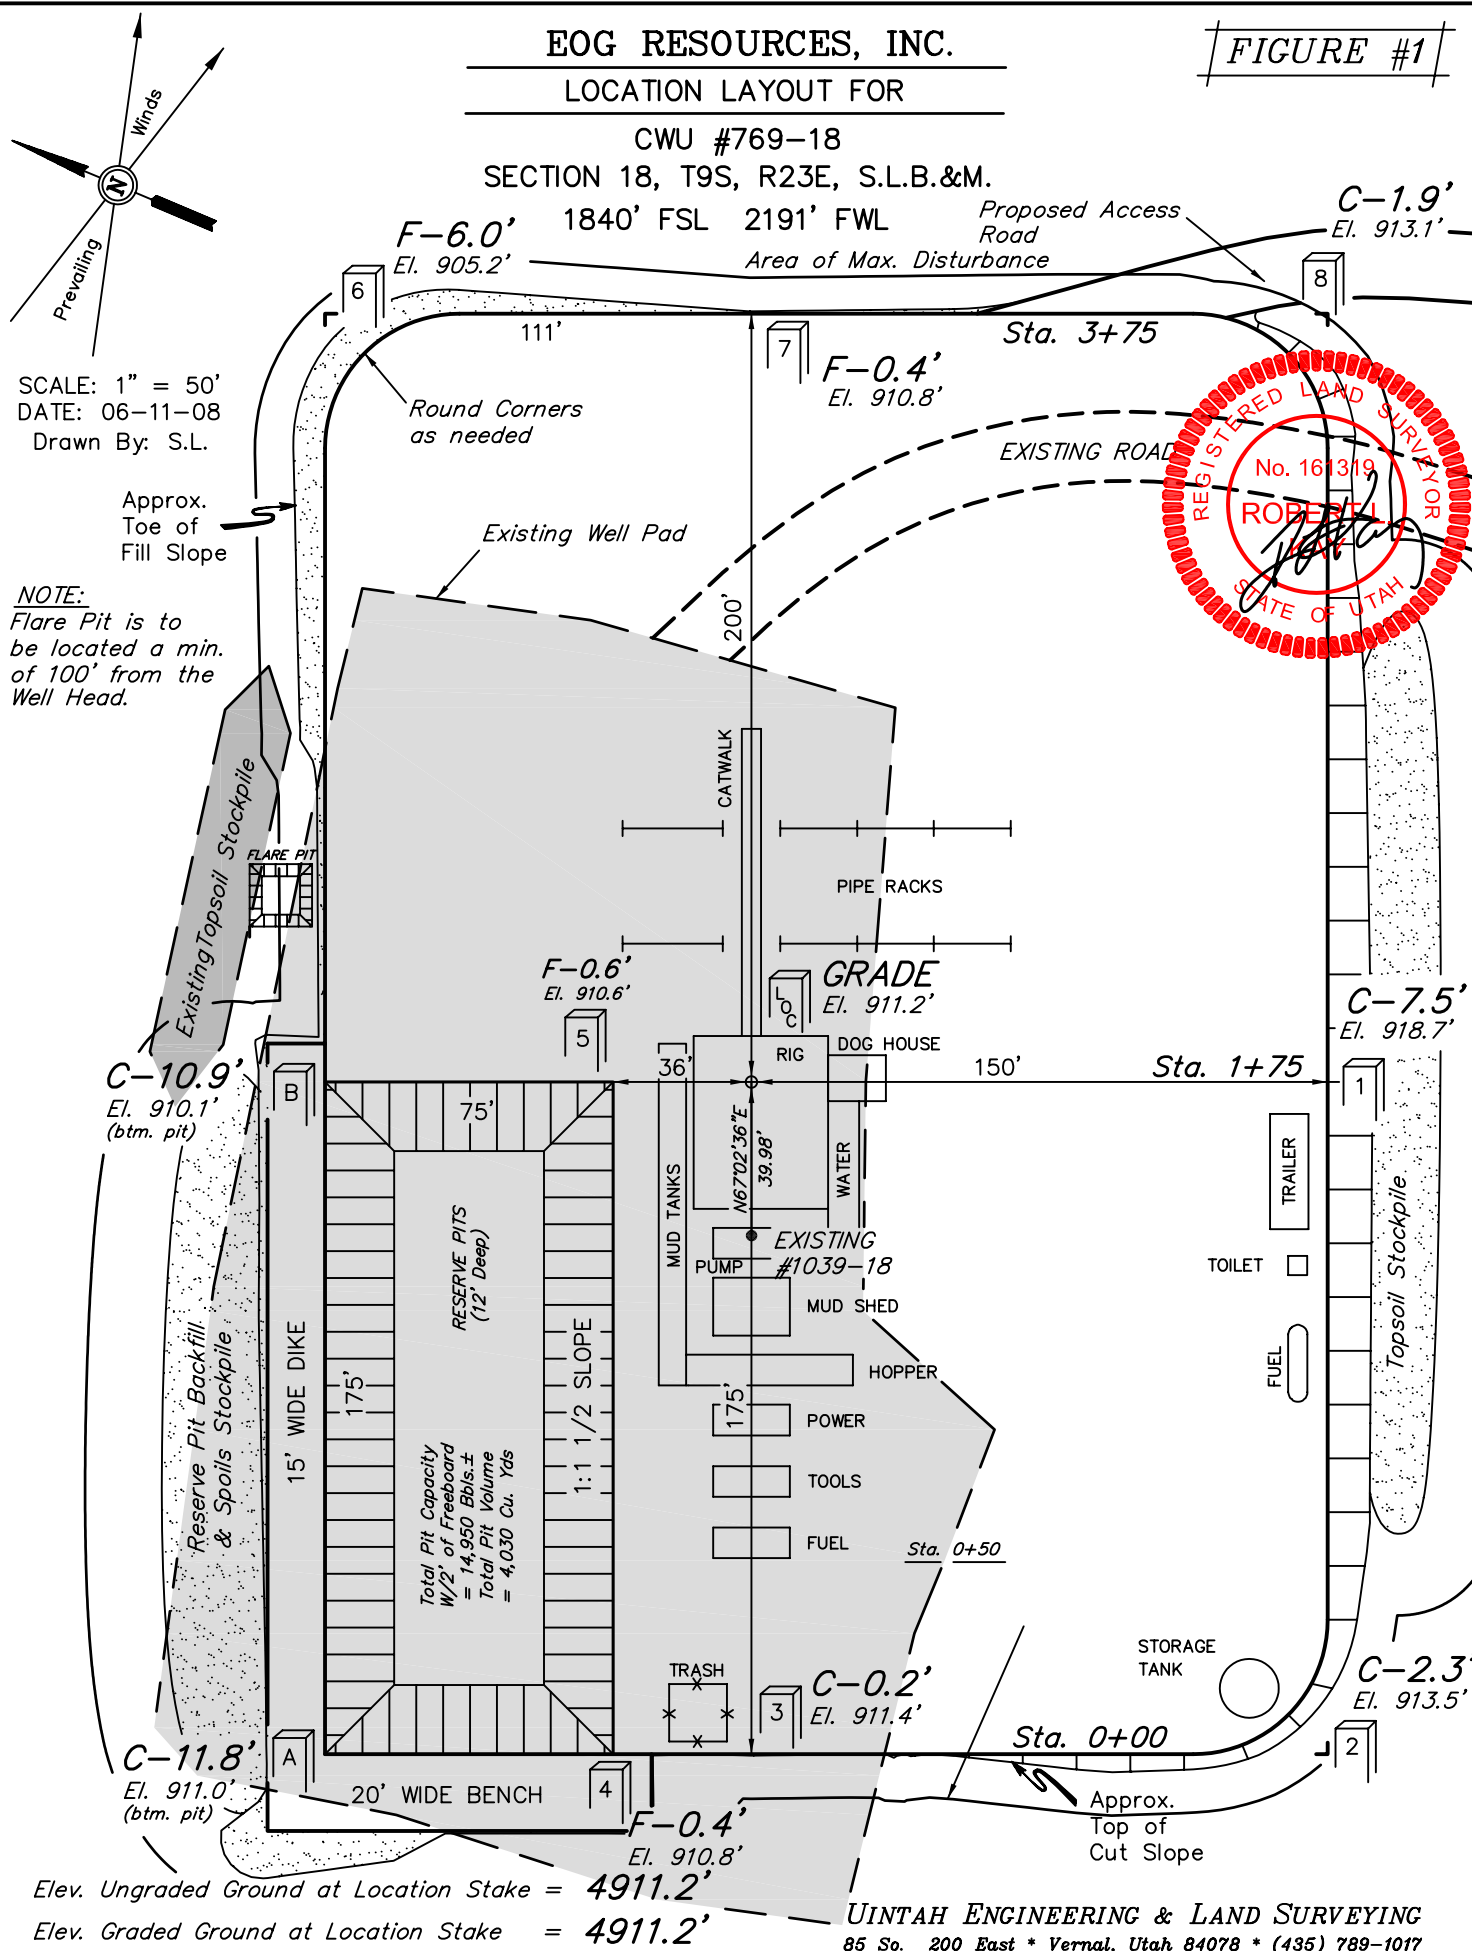 EOG RESOURCES, INC.
LOCATION LAYOUT FOR
CWU #769-18
SECTION 18, T9S, R23E, S.L.B.&M.
1840' FSL 2191' FWL
FIGURE #1
Winds
N
Prevailing
SCALE: 1" = 50'
DATE: 06-11-08
Drawn By: S.L.
F-6.0'
El. 905.2'
6
Proposed Access
Road
Area of Max. Disturbance
C-1.9'
El. 913.1'
8
111'
7
F-0.4'
El. 910.8'
Sta. 3+75
Round Corners
as needed
EXISTING ROAD
REGISTERED LAND SURVEYOR
No. 161319
ROBERT L.
KAY
STATE OF UTAH
Approx.
Toe of
Fill Slope
Existing Well Pad
200'
NOTE:
Flare Pit is to
be located a min.
of 100' from the
Well Head.
Existing Topsoil Stockpile
FLARE PIT
CATWALK
PIPE RACKS
F-0.6'
El. 910.6'
5
LOC
GRADE
El. 911.2'
C-7.5'
El. 918.7'
1
C-10.9'
El. 910.1'
(btm. pit)
B
36'
RIG
DOG HOUSE
150'
Sta. 1+75
75'
N67°02'36"E
39.98'
WATER
MUD TANKS
TRAILER
RESERVE PITS
(12' Deep)
PUMP
EXISTING
#1039-18
TOILET
MUD SHED
Topsoil Stockpile
Reserve Pit Backfill
& Spoils Stockpile
15' WIDE DIKE
175'
1:1 1/2 SLOPE
HOPPER
FUEL
175'
POWER
Total Pit Capacity
W/2' of Freeboard
= 14,950 Bbls.±
Total Pit Volume
= 4,030 Cu. Yds
TOOLS
FUEL
Sta. 0+50
STORAGE
TANK
TRASH
3
C-0.2'
El. 911.4'
C-2.3'
El. 913.5'
2
Sta. 0+00
C-11.8'
El. 911.0'
(btm. pit)
A
20' WIDE BENCH
4
F-0.4'
El. 910.8'
Approx.
Top of
Cut Slope
Elev. Ungraded Ground at Location Stake = 4911.2'
Elev. Graded Ground at Location Stake = 4911.2'
UINTAH ENGINEERING & LAND SURVEYING
85 So. 200 East * Vernal, Utah 84078 * (435) 789-1017